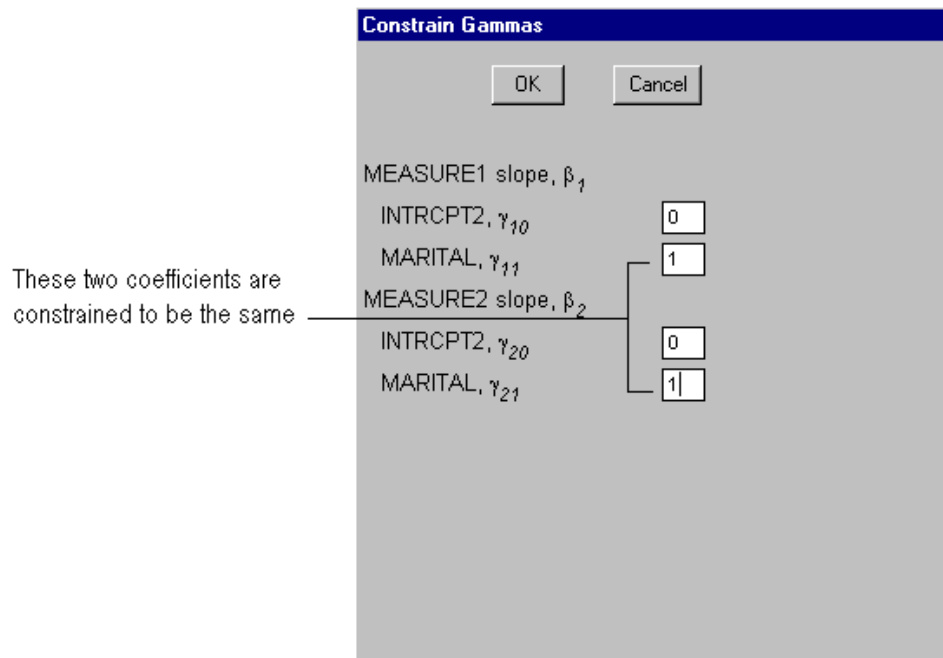 Constrain Gammas
OK Cancel
MEASURE1 slope, β1
INTRCPT2, γ10 0
MARITAL, γ11 1
These two coefficients are
constrained to be the same
MEASURE2 slope, β2
INTRCPT2, γ20 0
MARITAL, γ21 1